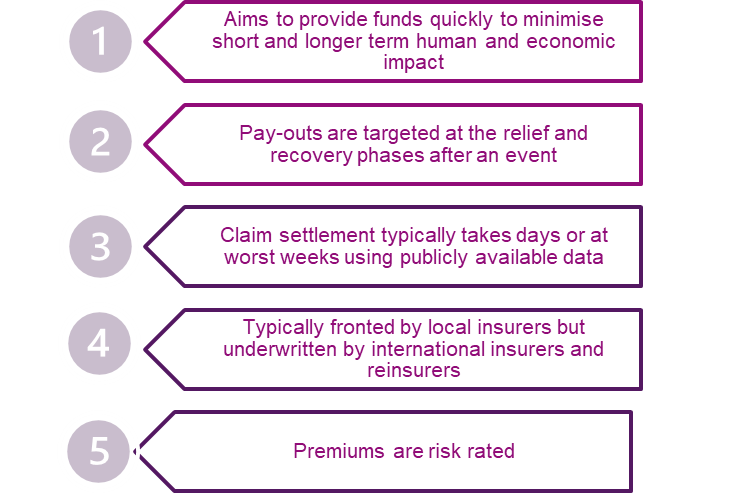 1
Aims to provide funds quickly to minimise
short and longer term human and economic
impact
2
Pay-outs are targeted at the relief and
recovery phases after an event
3
Claim settlement typically takes days or at
worst weeks using publicly available data
4
Typically fronted by local insurers but
underwritten by international insurers and
reinsurers
5
Premiums are risk rated